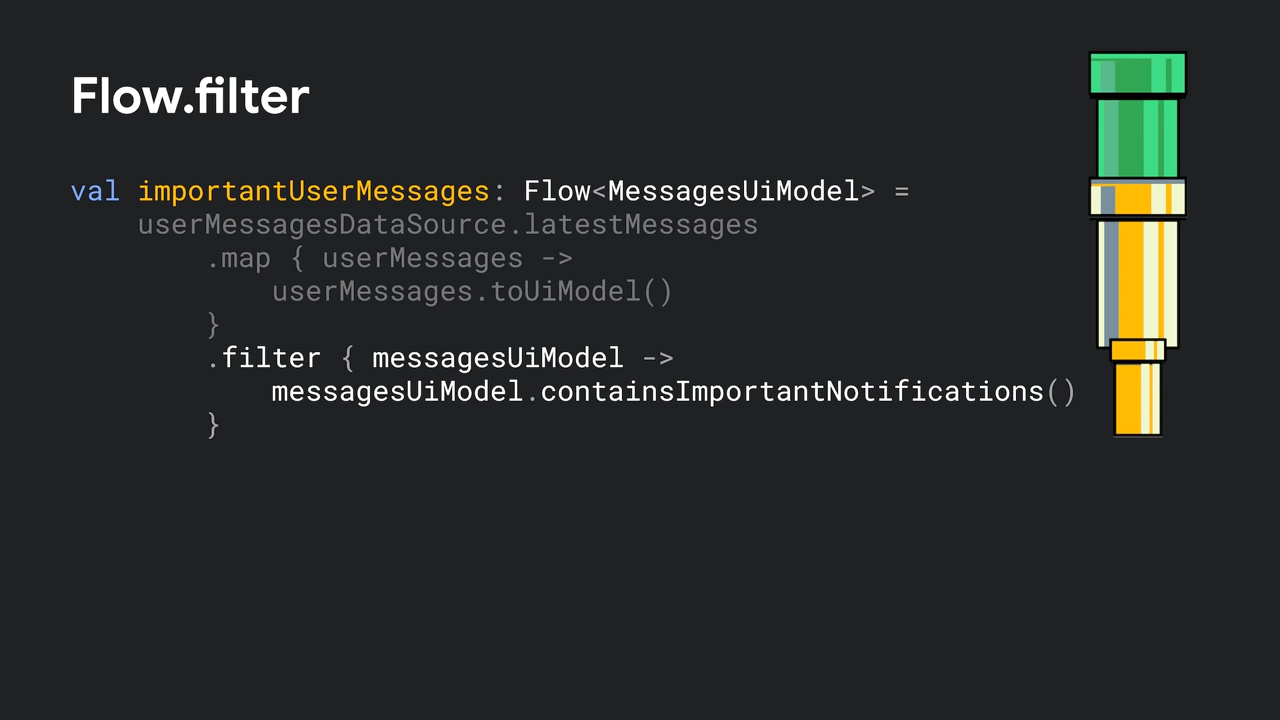 Flow.filter
val importantUserMessages: Flow<MessagesUiModel> =
    userMessagesDataSource.latestMessages
        .map { userMessages ->
            userMessages.toUiModel()
        }
        .filter { messagesUiModel ->
            messagesUiModel.containsImportantNotifications()
        }